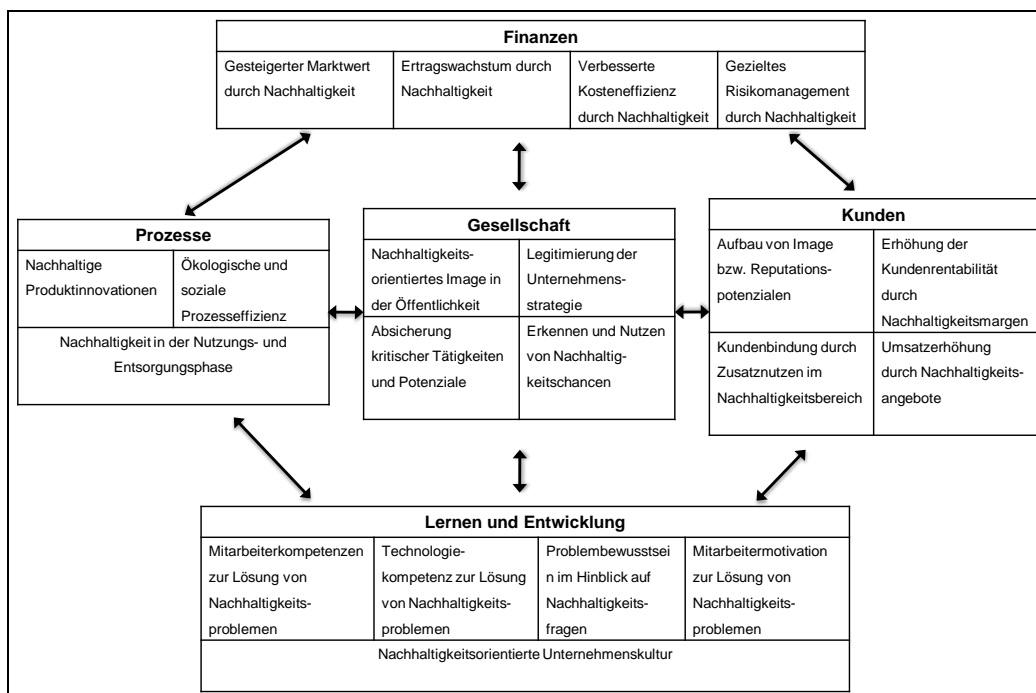 Finanzen
Gesteigerter Marktwert
durch Nachhaltigkeit
Ertragswachstum durch
Nachhaltigkeit
Verbesserte
Kosteneffizienz
durch Nachhaltigkeit
Gezieltes
Risikomanagement
durch Nachhaltigkeit
Prozesse
Nachhaltige
Produktinnovationen
Ökologische und
soziale
Prozesseffizienz
Nachhaltigkeit in der Nutzungs- und
Entsorgungsphase
Gesellschaft
Nachhaltigkeits-
orientiertes Image in
der Öffentlichkeit
Legitimierung der
Unternehmens-
strategie
Absicherung
kritischer Tätigkeiten
und Potenziale
Erkennen und Nutzen
von Nachhaltig-
keitschancen
Kunden
Aufbau von Image
bzw. Reputations-
potenzialen
Erhöhung der
Kundenrentabilität
durch
Nachhaltigkeitsmargen
Kundenbindung durch
Zusatznutzen im
Nachhaltigkeitsbereich
Umsatzerhöhung
durch Nachhaltigkeits-
angebote
Lernen und Entwicklung
Mitarbeiterkompetenzen
zur Lösung von
Nachhaltigkeits-
problemen
Technologie-
kompetenz zur Lösung
von Nachhaltigkeits-
problemen
Problembewusstsei
n im Hinblick auf
Nachhaltigkeits-
fragen
Mitarbeitermotivation
zur Lösung von
Nachhaltigkeits-
problemen
Nachhaltigkeitsorientierte Unternehmenskultur